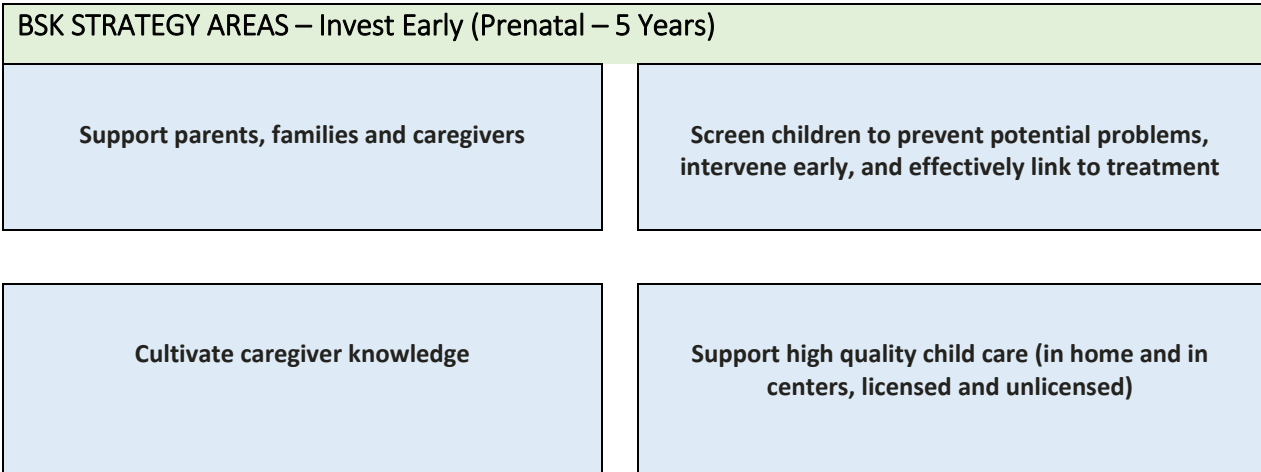 BSK STRATEGY AREAS – Invest Early (Prenatal – 5 Years)
Support parents, families and caregivers
Screen children to prevent potential problems,
intervene early, and effectively link to treatment
Cultivate caregiver knowledge
Support high quality child care (in home and in
centers, licensed and unlicensed)